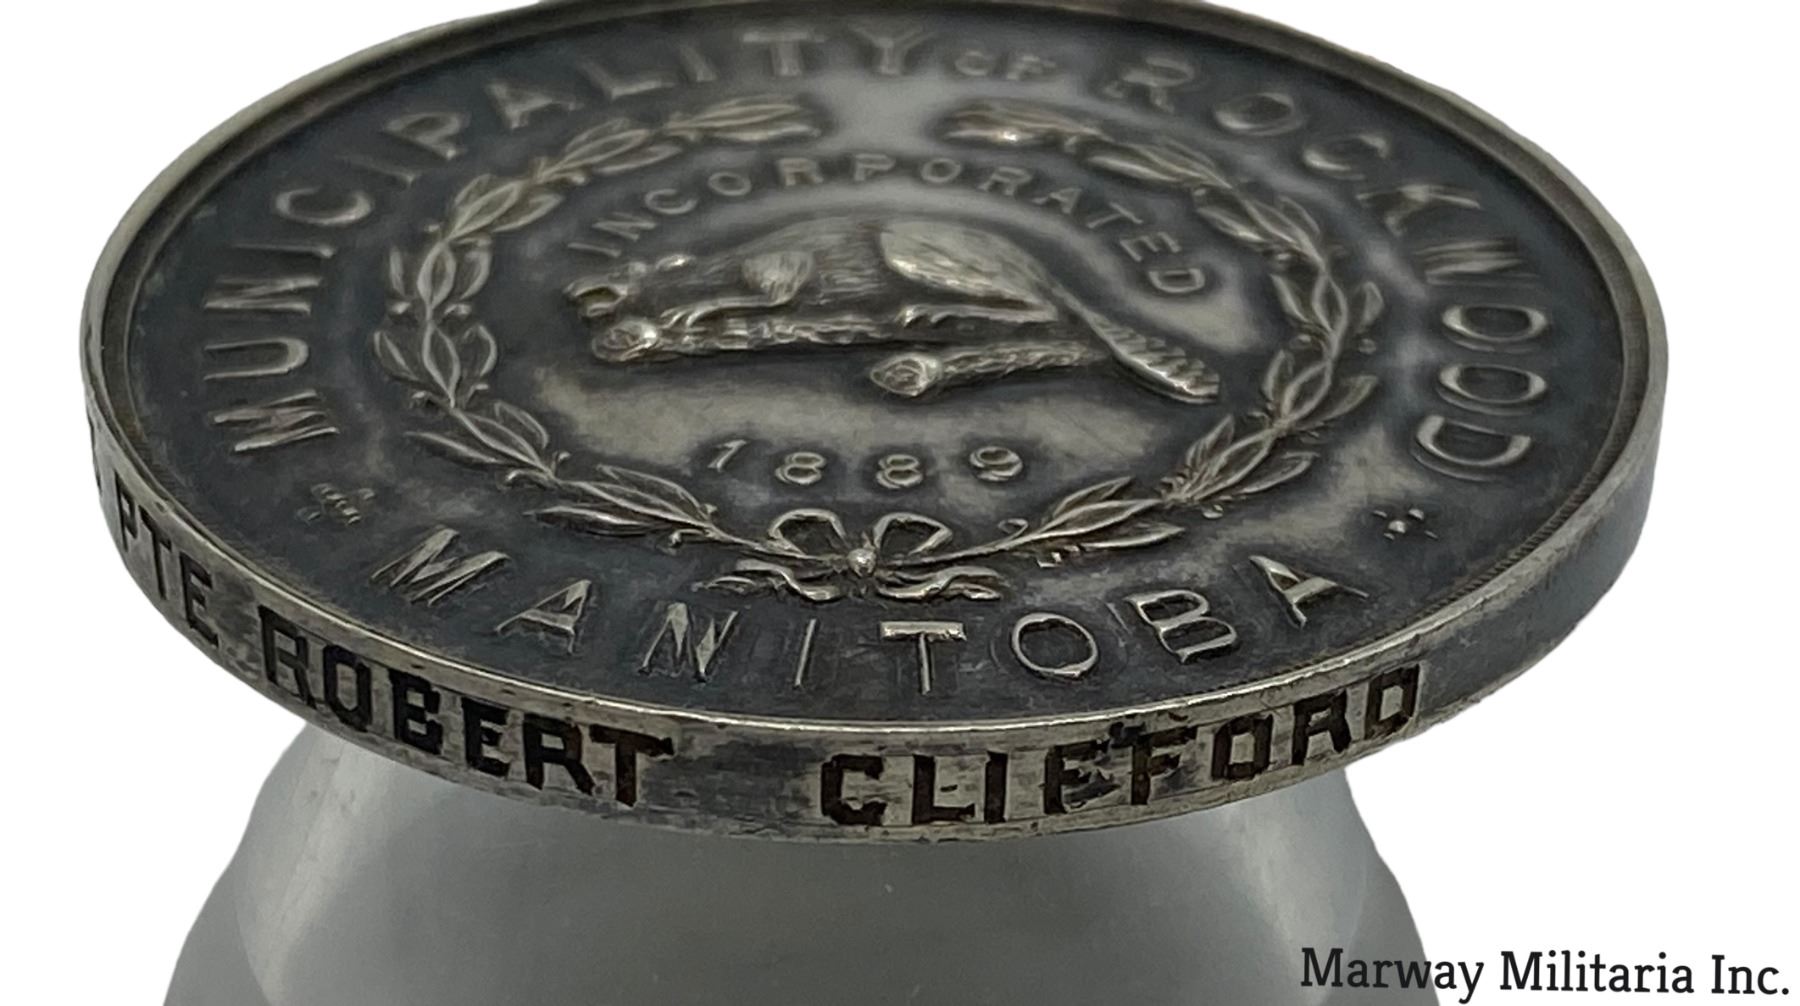 MUNICIPALITY OF ROCKWOOD
INCORPORATED
1889
MANITOBA
PTE ROBERT CLIFFORD
Marway Militaria Inc.